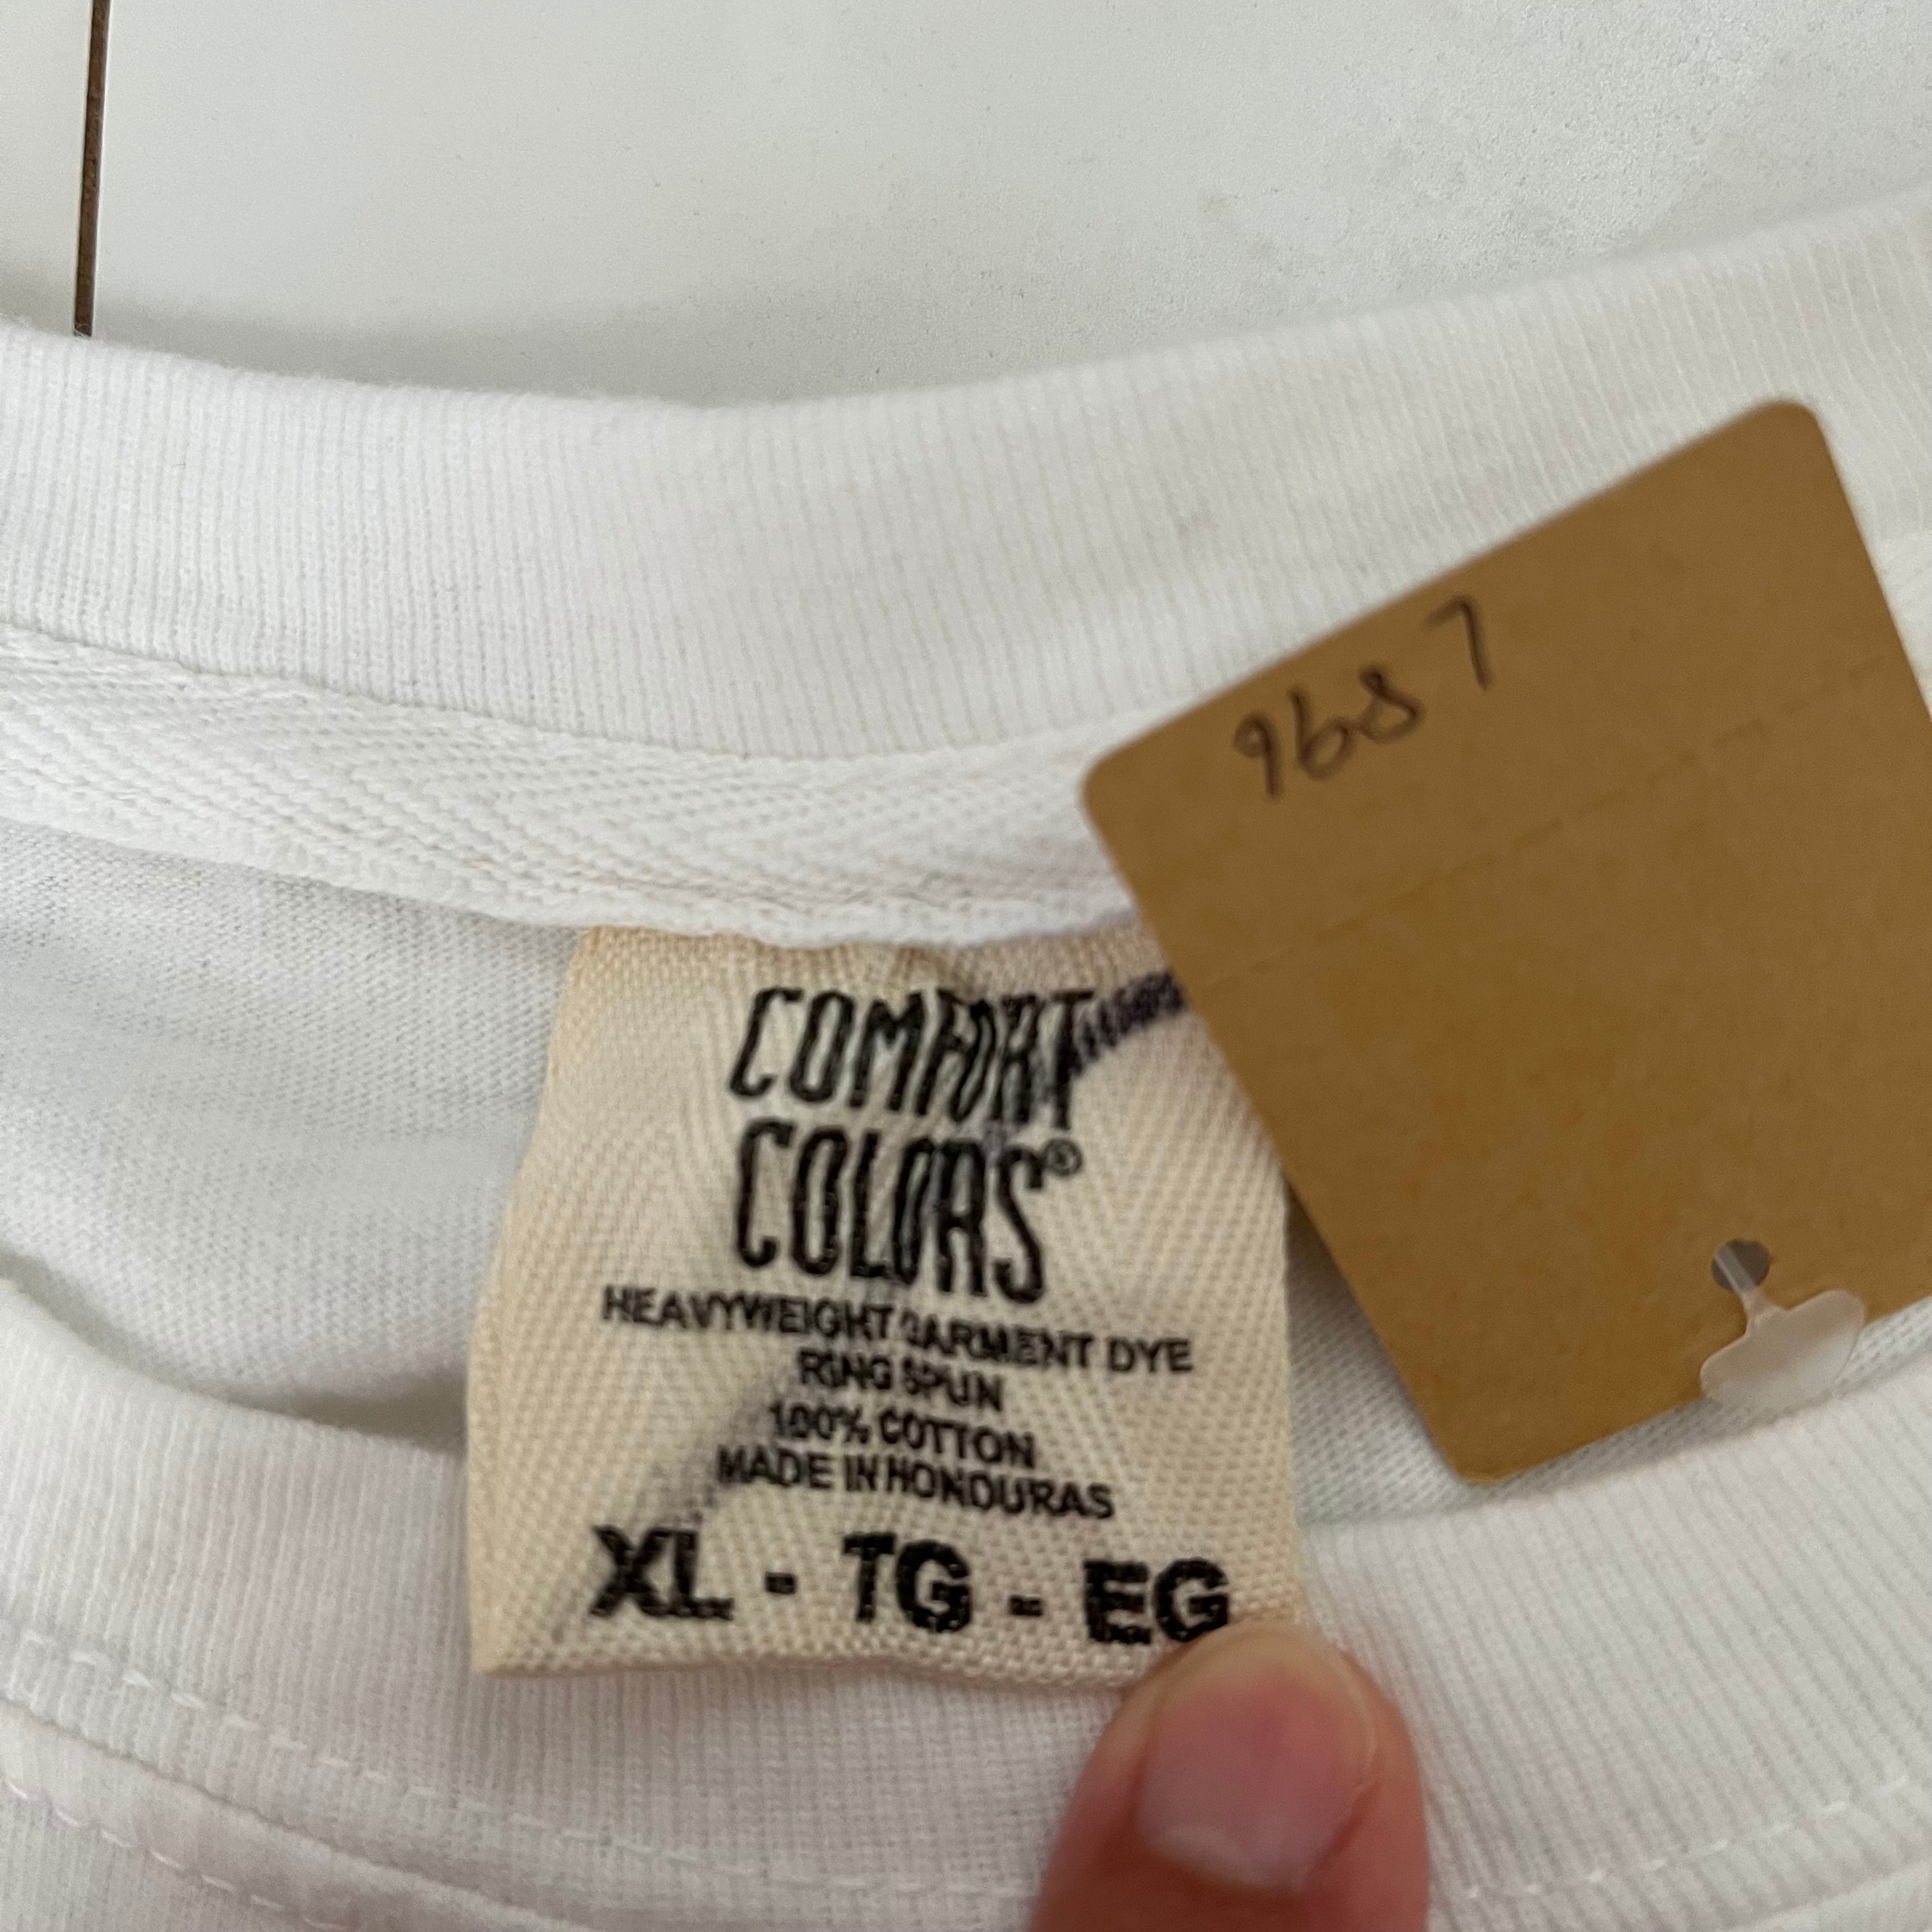 9687
COMFORT
COLORS®
HEAVYWEIGHT GARMENT DYE
RING SPUN
100% COTTON
MADE IN HONDURAS
XL - TG - EG